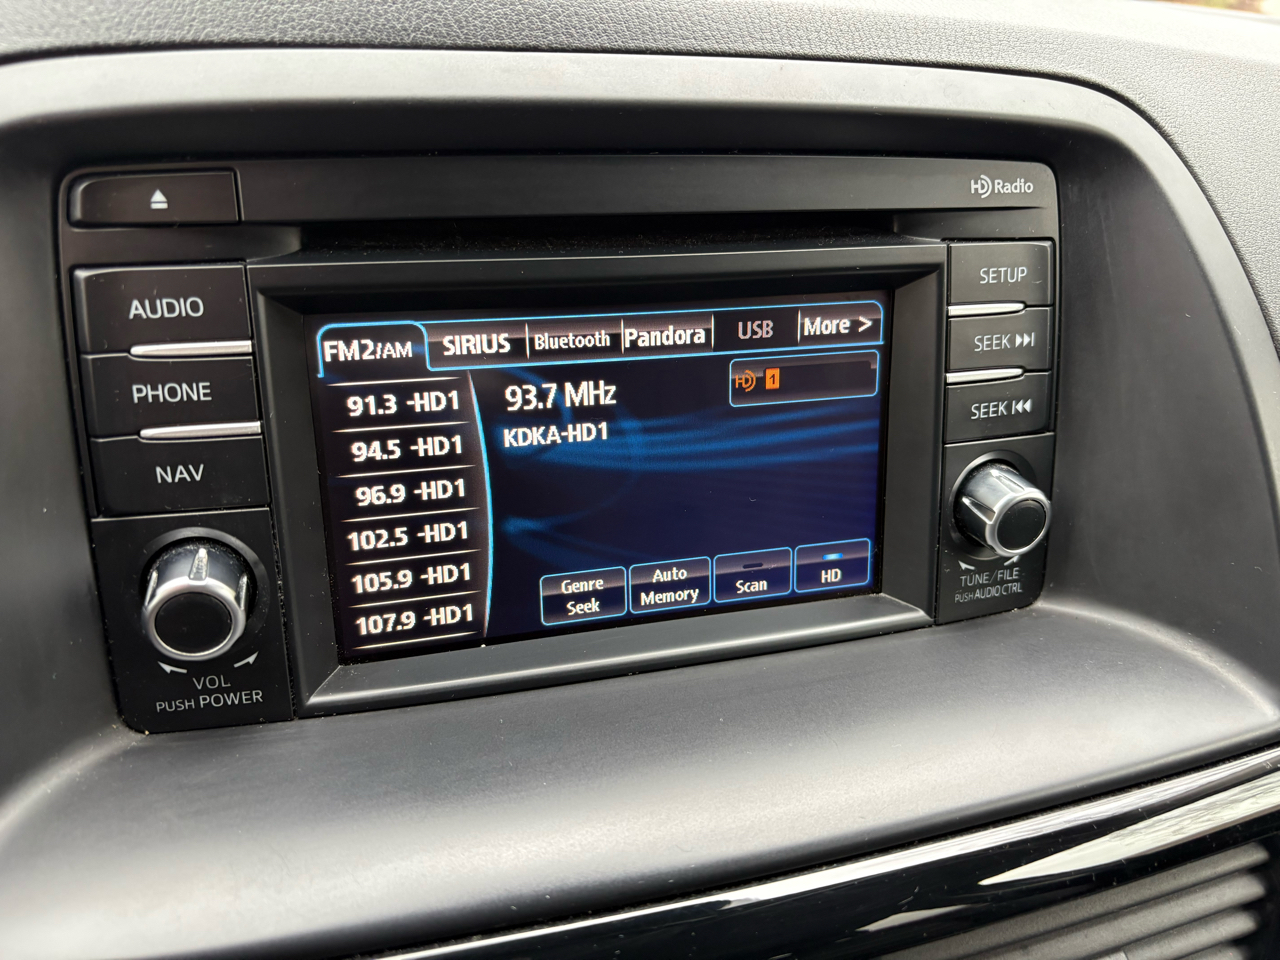 HD Radio
AUDIO
PHONE
NAV
VOL
PUSH POWER
FM2/AM
SIRIUS
Bluetooth
Pandora
USB
More >
91.3 -HD1
94.5 -HD1
96.9 -HD1
102.5 -HD1
105.9 -HD1
107.9 -HD1
93.7 MHz
KDKA-HD1
HD 1
Genre
Seek
Auto
Memory
Scan
HD
SETUP
SEEK
SEEK
TUNE/FILE
PUSH AUDIO CTRL